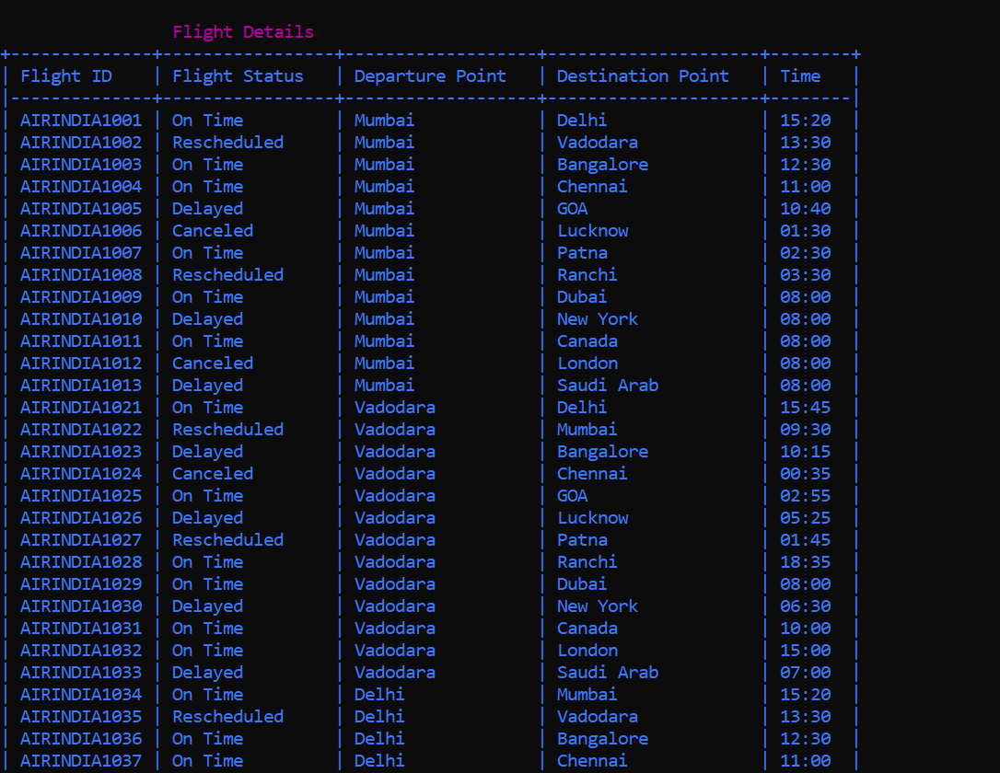 Flight Details
+--------------+-----------------+-------------------+---------------------+--------+
| Flight ID    | Flight Status   | Departure Point   | Destination Point   | Time   |
|--------------+-----------------+-------------------+---------------------+--------|
| AIRINDIA1001 | On Time         | Mumbai            | Delhi               | 15:20  |
| AIRINDIA1002 | Rescheduled     | Mumbai            | Vadodara            | 13:30  |
| AIRINDIA1003 | On Time         | Mumbai            | Bangalore           | 12:30  |
| AIRINDIA1004 | On Time         | Mumbai            | Chennai             | 11:00  |
| AIRINDIA1005 | Delayed         | Mumbai            | GOA                 | 10:40  |
| AIRINDIA1006 | Canceled        | Mumbai            | Lucknow             | 01:30  |
| AIRINDIA1007 | On Time         | Mumbai            | Patna               | 02:30  |
| AIRINDIA1008 | Rescheduled     | Mumbai            | Ranchi              | 03:30  |
| AIRINDIA1009 | On Time         | Mumbai            | Dubai               | 08:00  |
| AIRINDIA1010 | Delayed         | Mumbai            | New York            | 08:00  |
| AIRINDIA1011 | On Time         | Mumbai            | Canada              | 08:00  |
| AIRINDIA1012 | Canceled        | Mumbai            | London              | 08:00  |
| AIRINDIA1013 | Delayed         | Mumbai            | Saudi Arab          | 08:00  |
| AIRINDIA1021 | On Time         | Vadodara          | Delhi               | 15:45  |
| AIRINDIA1022 | Rescheduled     | Vadodara          | Mumbai              | 09:30  |
| AIRINDIA1023 | Delayed         | Vadodara          | Bangalore           | 10:15  |
| AIRINDIA1024 | Canceled        | Vadodara          | Chennai             | 00:35  |
| AIRINDIA1025 | On Time         | Vadodara          | GOA                 | 02:55  |
| AIRINDIA1026 | Delayed         | Vadodara          | Lucknow             | 05:25  |
| AIRINDIA1027 | Rescheduled     | Vadodara          | Patna               | 01:45  |
| AIRINDIA1028 | On Time         | Vadodara          | Ranchi              | 18:35  |
| AIRINDIA1029 | On Time         | Vadodara          | Dubai               | 08:00  |
| AIRINDIA1030 | Delayed         | Vadodara          | New York            | 06:30  |
| AIRINDIA1031 | On Time         | Vadodara          | Canada              | 10:00  |
| AIRINDIA1032 | On Time         | Vadodara          | London              | 15:00  |
| AIRINDIA1033 | Delayed         | Vadodara          | Saudi Arab          | 07:00  |
| AIRINDIA1034 | On Time         | Delhi             | Mumbai              | 15:20  |
| AIRINDIA1035 | Rescheduled     | Delhi             | Vadodara            | 13:30  |
| AIRINDIA1036 | On Time         | Delhi             | Bangalore           | 12:30  |
| AIRINDIA1037 | On Time         | Delhi             | Chennai             | 11:00  |